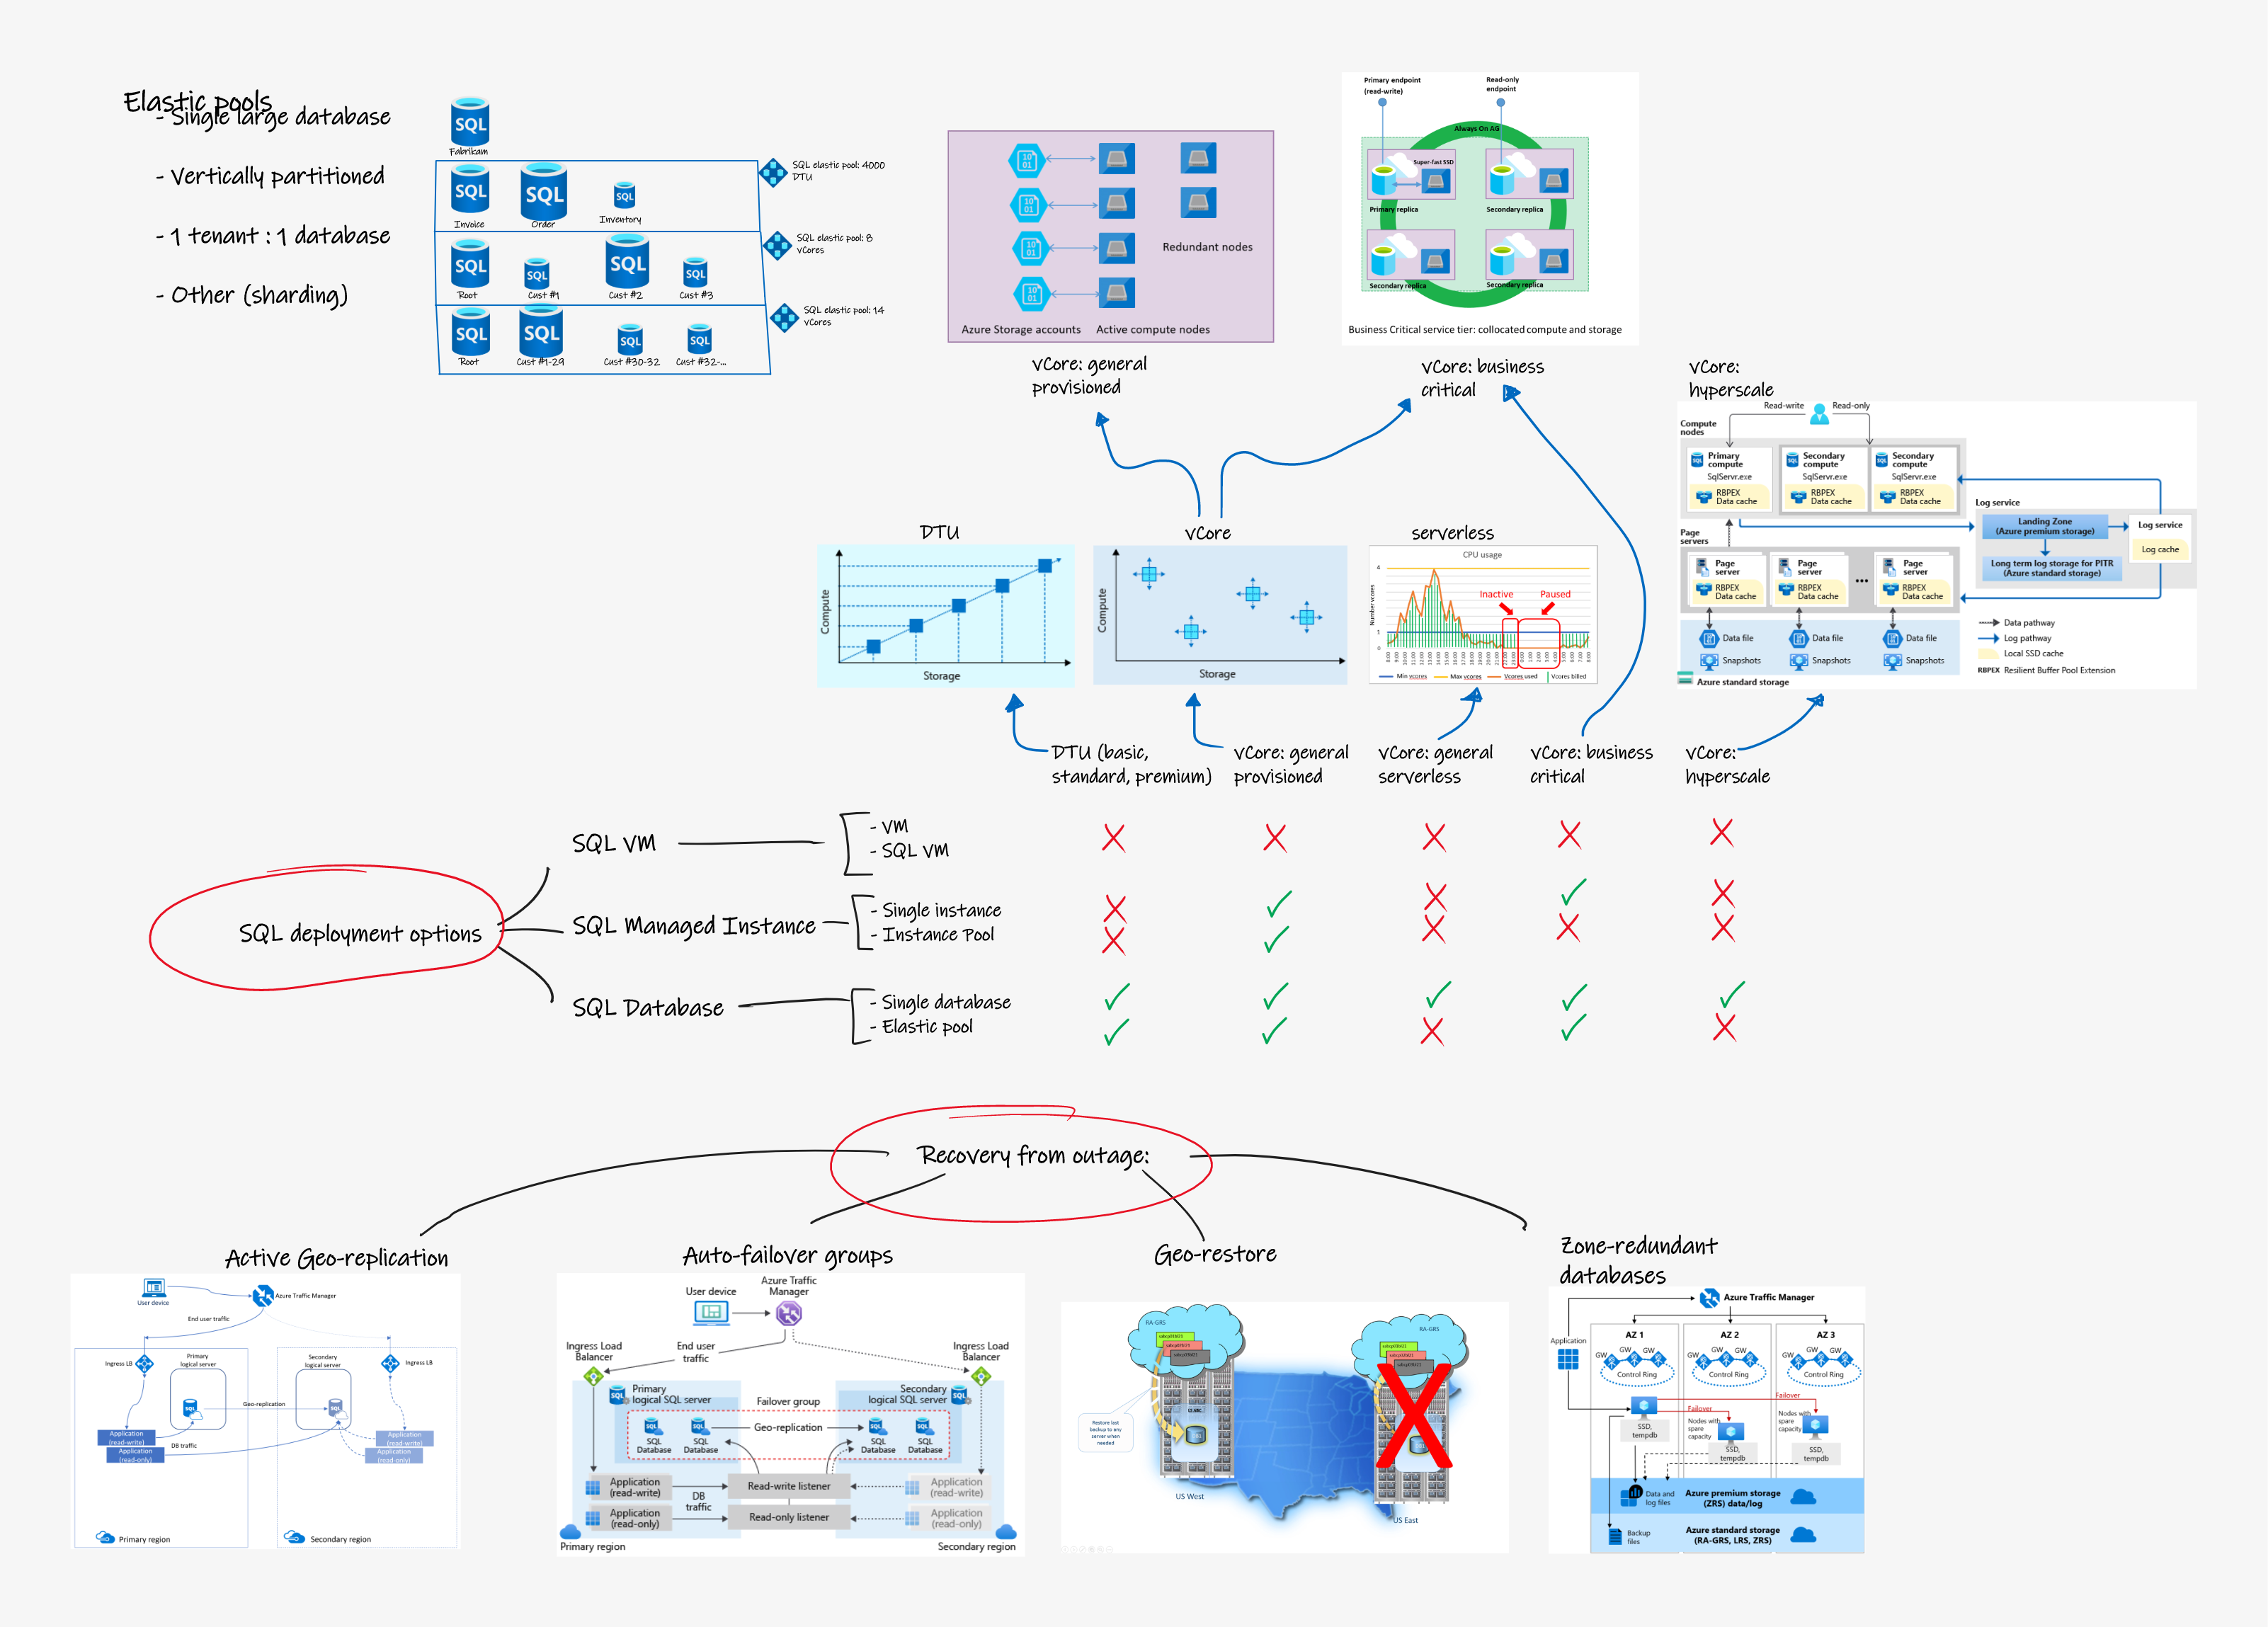 Elastic pools
- Single large database
- Vertically partitioned
- 1 tenant : 1 database
- Other (sharding)
SQL
Fabrikam
SQL
SQL
SQL
Invoice
Order
Inventory
SQL elastic pool: 4000
DTU
SQL
SQL
SQL
SQL
Root
Cust #1
Cust #2
Cust #3
SQL elastic pool: 8
vCores
SQL
SQL
SQL
SQL
Root
Cust #1-29
Cust #30-32
Cust #32-...
SQL elastic pool: 14
vCores
10
01
10
01
10
01
10
01
Redundant nodes
Azure Storage accounts
Active compute nodes
vCore: general
provisioned
Primary endpoint
(read-write)
Read-only
endpoint
Always On AG
Super-fast SSD
Primary replica
Secondary replica
Secondary replica
Secondary replica
Business Critical service tier: collocated compute and storage
vCore: business
critical
vCore:
hyperscale
Read-write
Read-only
Compute
nodes
Primary
compute
SqlServr.exe
RBPEX
Data cache
Secondary
compute
SqlServr.exe
RBPEX
Data cache
Secondary
compute
SqlServr.exe
RBPEX
Data cache
Log service
Landing Zone
(Azure premium storage)
Log service
Log cache
Long term log storage for PITR
(Azure standard storage)
Page
servers
Page
server
RBPEX
Data cache
Page
server
RBPEX
Data cache
...
Page
server
RBPEX
Data cache
Data file
Data file
Data file
Snapshots
Snapshots
Snapshots
Azure standard storage
Data pathway
Log pathway
Local SSD cache
RBPEX Resilient Buffer Pool Extension
DTU
Compute
Storage
vCore
Compute
Storage
serverless
CPU usage
Number vcores
4
1
0
Inactive
Paused
Min vcores
Max vcores
Vcores used
Vcores billed
DTU (basic,
standard, premium)
vCore: general
provisioned
vCore: general
serverless
vCore: business
critical
vCore:
hyperscale
SQL deployment options
SQL VM
- VM
- SQL VM
SQL Managed Instance
- Single instance
- Instance Pool
SQL Database
- Single database
- Elastic pool
Recovery from outage:
Active Geo-replication
User device
Azure Traffic Manager
End user traffic
Ingress LB
Primary
logical server
Secondary
logical server
Ingress LB
SQL
Geo-replication
SQL
Application
(read-write)
Application
(read-only)
DB traffic
Application
(read-write)
Application
(read-only)
Primary region
Secondary region
Auto-failover groups
User device
Azure Traffic
Manager
Ingress Load
Balancer
End user
traffic
Ingress Load
Balancer
SQL
Primary
logical SQL server
Secondary
logical SQL server
SQL
Failover group
Geo-replication
SQL
Database
SQL
Database
SQL
Database
SQL
Database
Application
(read-write)
DB
traffic
Read-write listener
Application
(read-write)
Application
(read-only)
Read-only listener
Application
(read-only)
Primary region
Secondary region
Geo-restore
RA-GRS
RA-GRS
Restore last
backup to any
server when
needed
US West
US East
Zone-redundant
databases
Azure Traffic Manager
Application
AZ 1
AZ 2
AZ 3
GW
GW
GW
GW
GW
GW
GW
GW
GW
Control Ring
Control Ring
Control Ring
Failover
Failover
SSD,
tempdb
Nodes with
spare
capacity
SSD,
tempdb
Nodes with
spare
capacity
SSD,
tempdb
Data and
log files
Azure premium storage
(ZRS) data/log
Backup
files
Azure standard storage
(RA-GRS, LRS, ZRS)